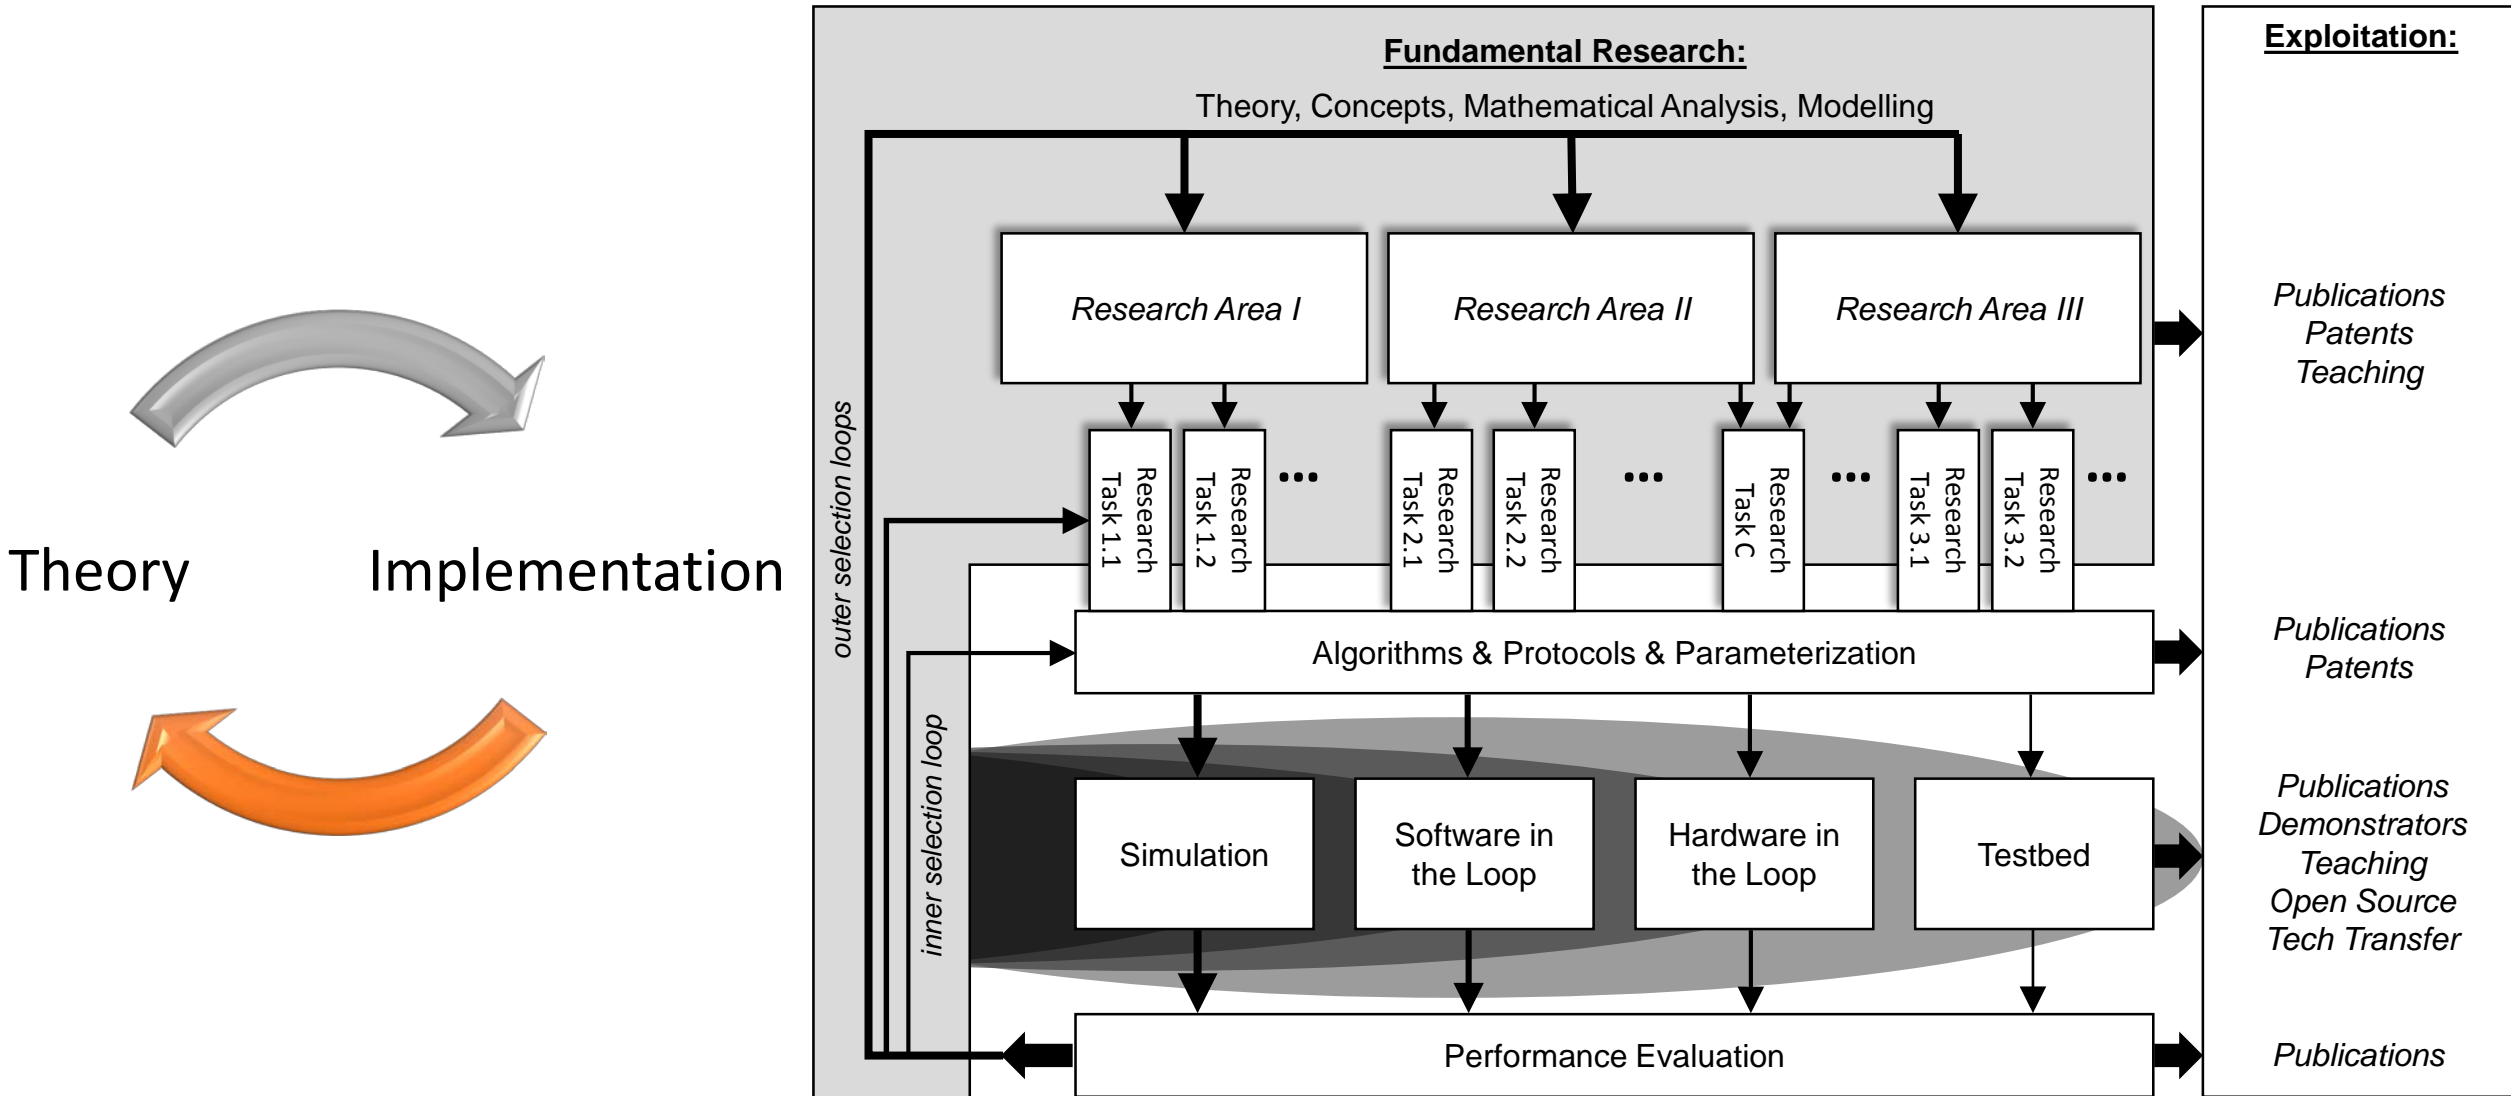 Theory
Implementation
Fundamental Research:
Theory, Concepts, Mathematical Analysis, Modelling
outer selection loops
inner selection loop
Research Area I
Research Area II
Research Area III
Research
Task 1.1
Research
Task 1.2
...
Research
Task 2.1
Research
Task 2.2
...
Research
Task C
...
Research
Task 3.1
Research
Task 3.2
...
Algorithms & Protocols & Parameterization
Simulation
Software in
the Loop
Hardware in
the Loop
Testbed
Performance Evaluation
Exploitation:
Publications
Patents
Teaching
Publications
Patents
Publications
Demonstrators
Teaching
Open Source
Tech Transfer
Publications